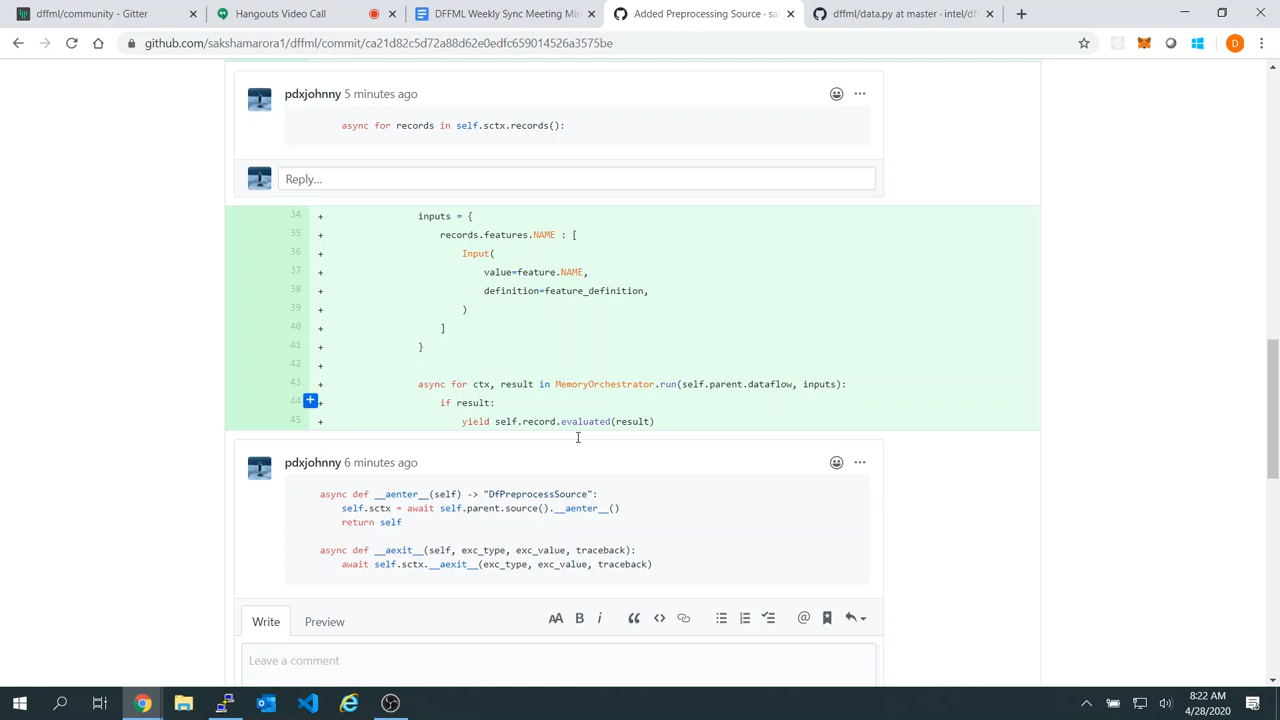 dffml/community - Gitter
Hangouts Video Call
DFFML Weekly Sync Meeting Min
Added Preprocessing Source · sa
dffml/data.py at master · intel/df
github.com/sakshamarora1/dffml/commit/ca21d82c5d72a88d62e0edfc659014526a3575be
D
pdxjohnny 5 minutes ago
async for records in self.sctx.records():
Reply...
34 + inputs = {
35 + records.features.NAME : [
36 + Input(
37 + value=feature.NAME,
38 + definition=feature_definition,
39 + )
40 + ]
41 + }
42 +
43 + async for ctx, result in MemoryOrchestrator.run(self.parent.dataflow, inputs):
44 + if result:
45 + yield self.record.evaluated(result)
pdxjohnny 6 minutes ago
async def __aenter__(self) -> "DfPreprocessSource":
self.sctx = await self.parent.source().__aenter__()
return self
async def __aexit__(self, exc_type, exc_value, traceback):
await self.sctx.__aexit__(exc_type, exc_value, traceback)
Write Preview
Leave a comment
8:22 AM
4/28/2020